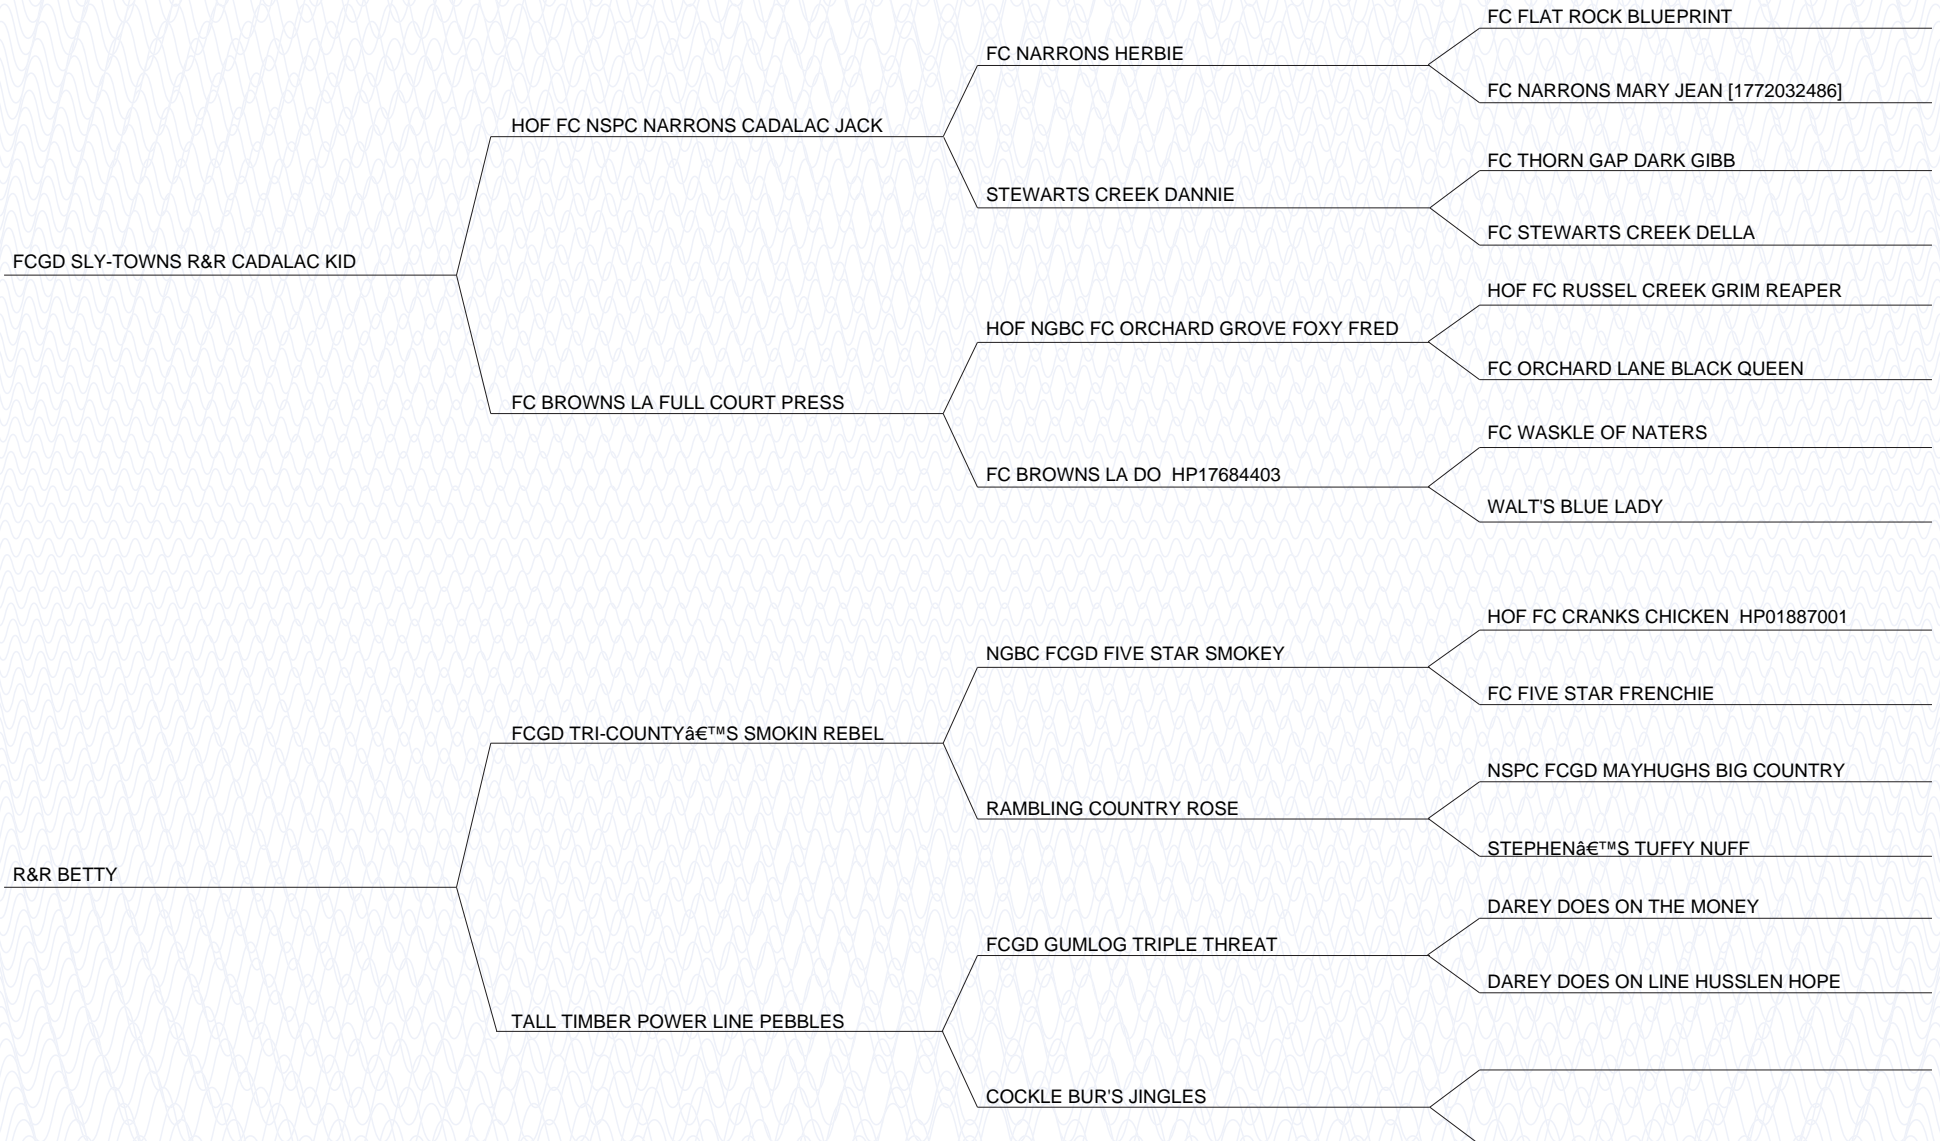 FC FLAT ROCK BLUEPRINT
FC NARRONS HERBIE
FC NARRONS MARY JEAN [1772032486]
HOF FC NSPC NARRONS CADALAC JACK
FC THORN GAP DARK GIBB
STEWARTS CREEK DANNIE
FC STEWARTS CREEK DELLA
FCGD SLY-TOWNS R&R CADALAC KID
HOF FC RUSSEL CREEK GRIM REAPER
HOF NGBC FC ORCHARD GROVE FOXY FRED
FC ORCHARD LANE BLACK QUEEN
FC BROWNS LA FULL COURT PRESS
FC WASKLE OF NATERS
FC BROWNS LA DO  HP17684403
WALT'S BLUE LADY
HOF FC CRANKS CHICKEN  HP01887001
NGBC FCGD FIVE STAR SMOKEY
FC FIVE STAR FRENCHIE
FCGD TRI-COUNTYâ€™S SMOKIN REBEL
NSPC FCGD MAYHUGHS BIG COUNTRY
RAMBLING COUNTRY ROSE
STEPHENâ€™S TUFFY NUFF
R&R BETTY
DAREY DOES ON THE MONEY
FCGD GUMLOG TRIPLE THREAT
DAREY DOES ON LINE HUSSLEN HOPE
TALL TIMBER POWER LINE PEBBLES
COCKLE BUR'S JINGLES